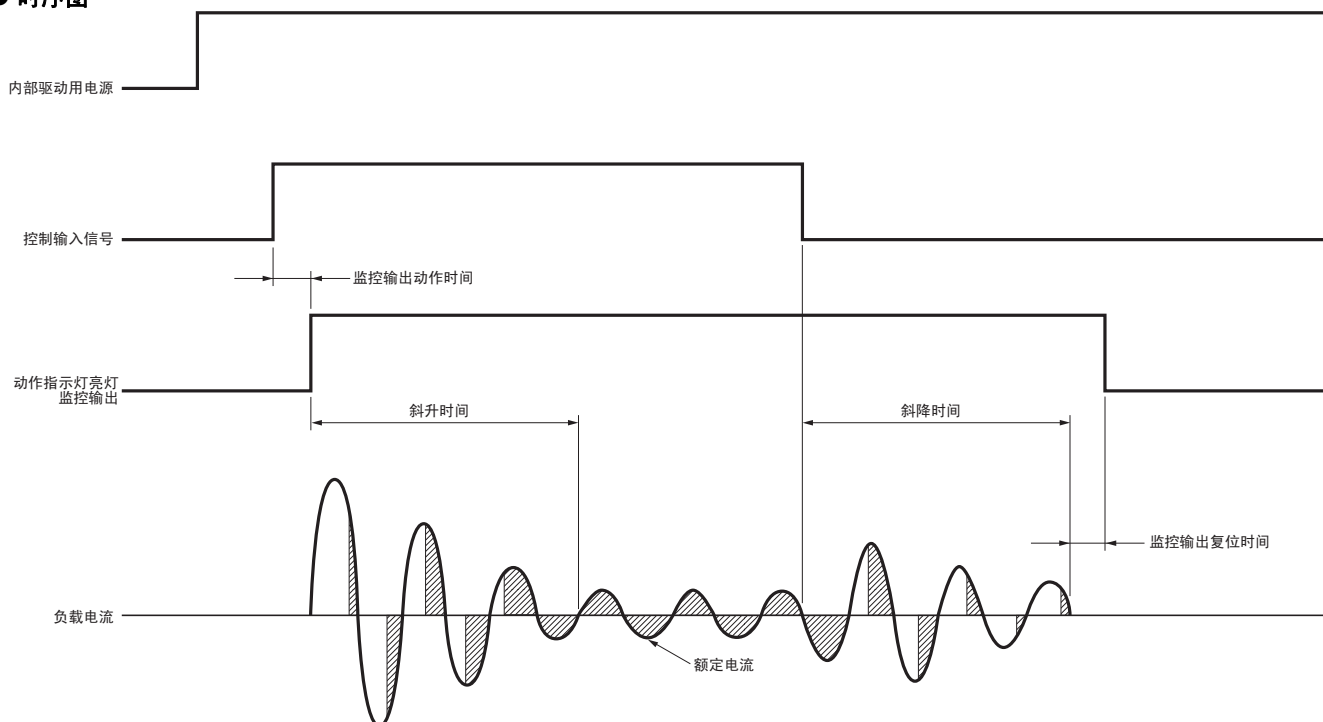 时序图
内部驱动用电源
控制输入信号
监控输出动作时间
动作指示灯亮灯
监控输出
斜升时间
斜降时间
监控输出复位时间
负载电流
额定电流